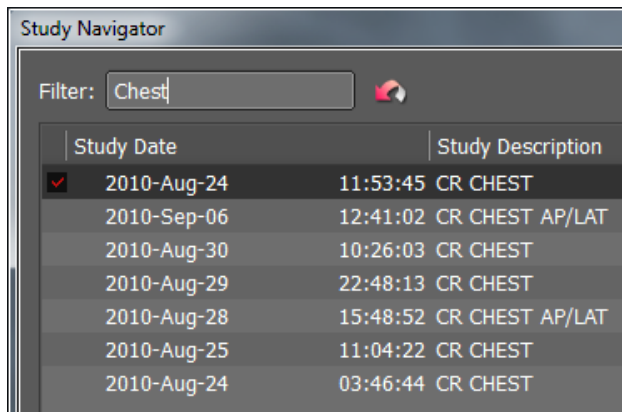 Study Navigator
Filter: Chest
Study Date Study Description
2010-Aug-24 11:53:45 CR CHEST
2010-Sep-06 12:41:02 CR CHEST AP/LAT
2010-Aug-30 10:26:03 CR CHEST
2010-Aug-29 22:48:13 CR CHEST
2010-Aug-28 15:48:52 CR CHEST AP/LAT
2010-Aug-25 11:04:22 CR CHEST
2010-Aug-24 03:46:44 CR CHEST